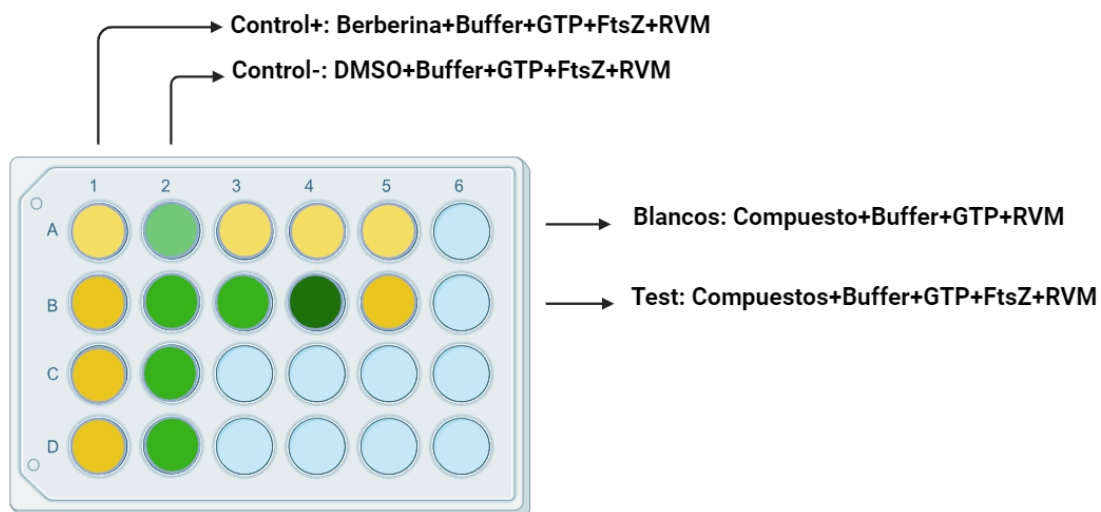 Control+: Berberina+Buffer+GTP+FtsZ+RVM
Control-: DMSO+Buffer+GTP+FtsZ+RVM
1 2 3 4 5 6
A
Blancos: Compuesto+Buffer+GTP+RVM
B
Test: Compuestos+Buffer+GTP+FtsZ+RVM
C
D